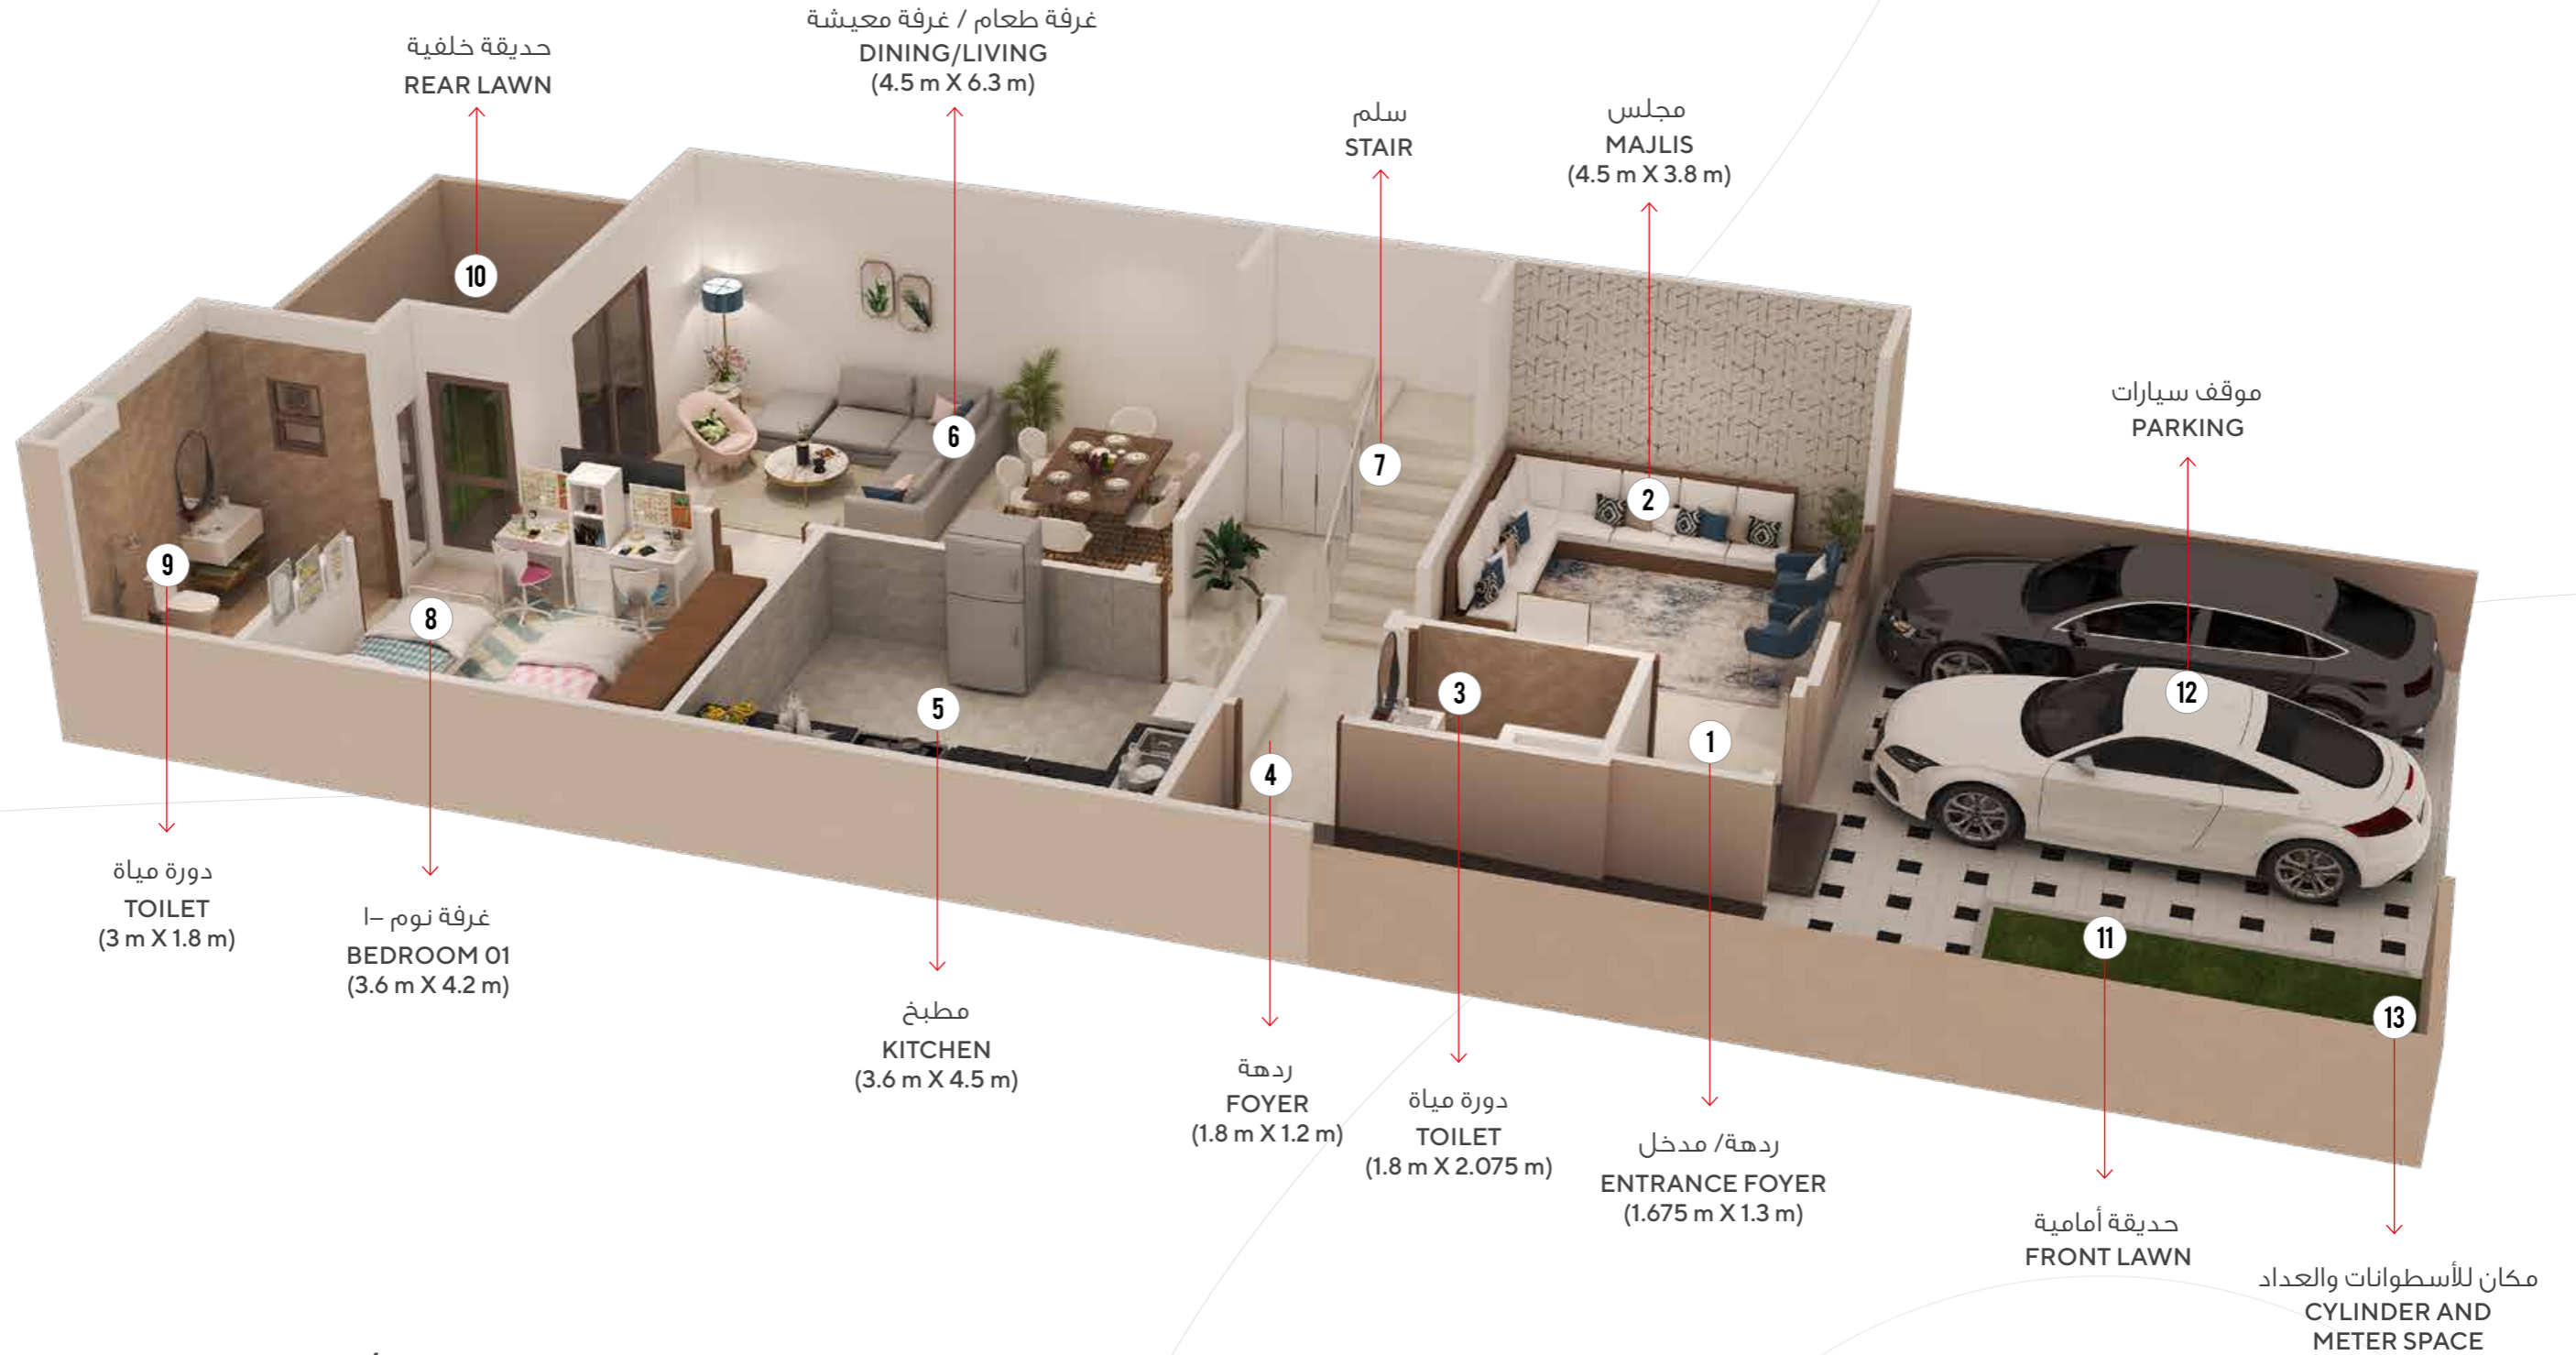 غرفة طعام / غرفة معيشة
DINING/LIVING
(4.5 m X 6.3 m)
حديقة خلفية
REAR LAWN
سلم
STAIR
مجلس
MAJLIS
(4.5 m X 3.8 m)
موقف سيارات
PARKING
10
6
7
2
9
8
5
3
1
4
12
11
13
دورة مياة
TOILET
(3 m X 1.8 m)
غرفة نوم –ا
BEDROOM 01
(3.6 m X 4.2 m)
مطبخ
KITCHEN
(3.6 m X 4.5 m)
ردهة
FOYER
(1.8 m X 1.2 m)
دورة مياة
TOILET
(1.8 m X 2.075 m)
ردهة/ مدخل
ENTRANCE FOYER
(1.675 m X 1.3 m)
حديقة أمامية
FRONT LAWN
مكان للأسطوانات والعداد
CYLINDER AND
METER SPACE